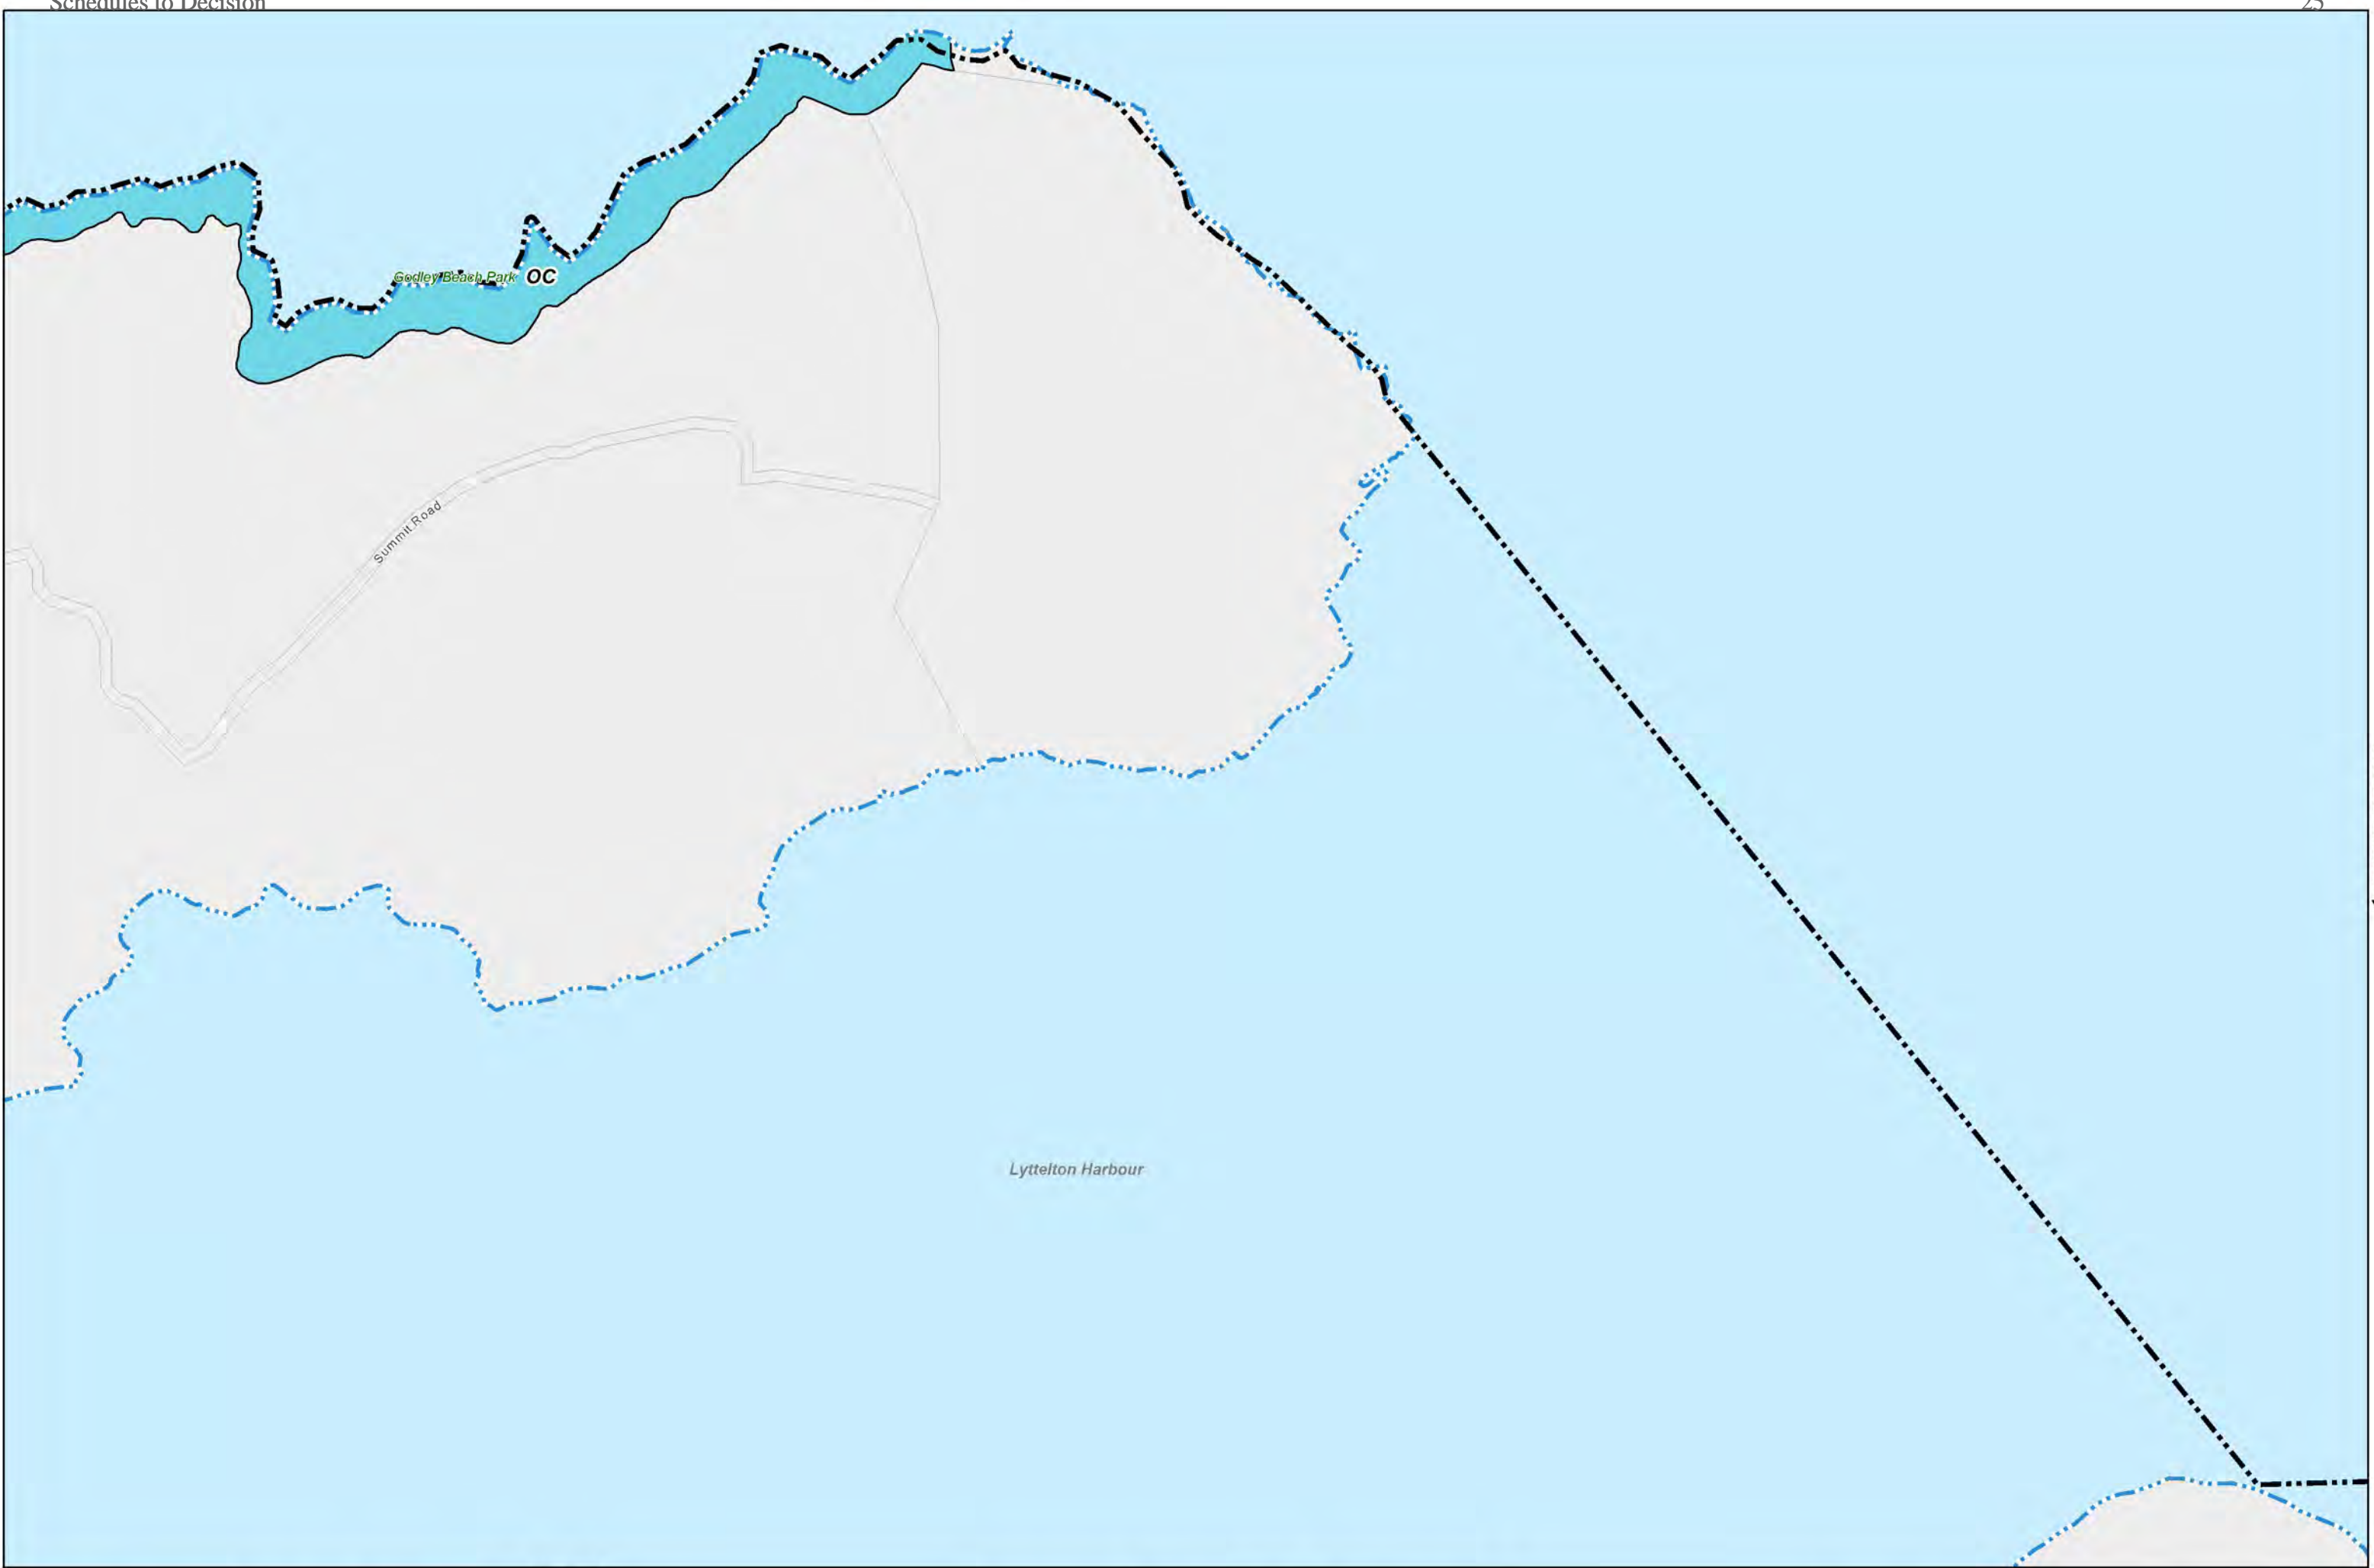 Schedules to Decision
25
Godley Beach Park
OC
Summit Road
Lyttelton Harbour